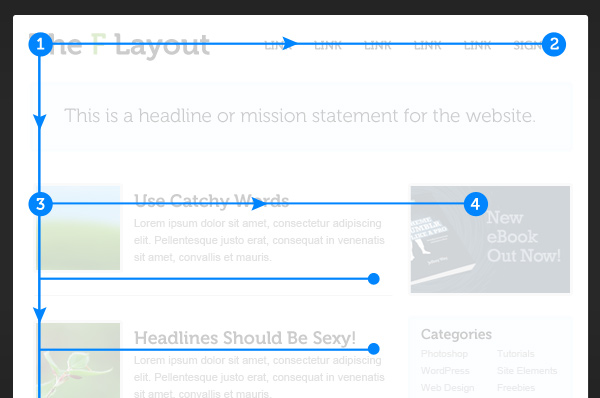 1 The F Layout LINK LINK LINK LINK LINK SIGN 2
This is a headline or mission statement for the website.
3
Use Catchy Words
Lorem ipsum dolor sit amet, consectetur adipiscing
elit. Pellentesque justo erat, consequat in venenatis
sit amet, convallis et mauris.
4
New
eBook
Out Now!
Headlines Should Be Sexy!
Lorem ipsum dolor sit amet, consectetur adipiscing
elit. Pellentesque justo erat, consequat in venenatis
sit amet, convallis et mauris.
Categories
Photoshop Tutorials
WordPress Site Elements
Web Design Freebies